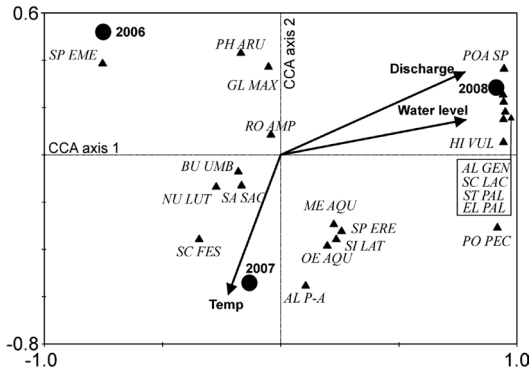 0.6
2006
SP EME
PH ARU
GL MAX
CCA axis 2
POA SP
Discharge
2008
Water level
RO AMP
HI VUL
CCA axis 1
BU UMB
NU LUT
SA SAG
AL GEN
SC LAC
ST PAL
EL PAL
ME AQU
SP ERE
SI LAT
OE AQU
PO PEC
SC FES
2007
Temp
AL P-A
-0.8
-1.0
1.0